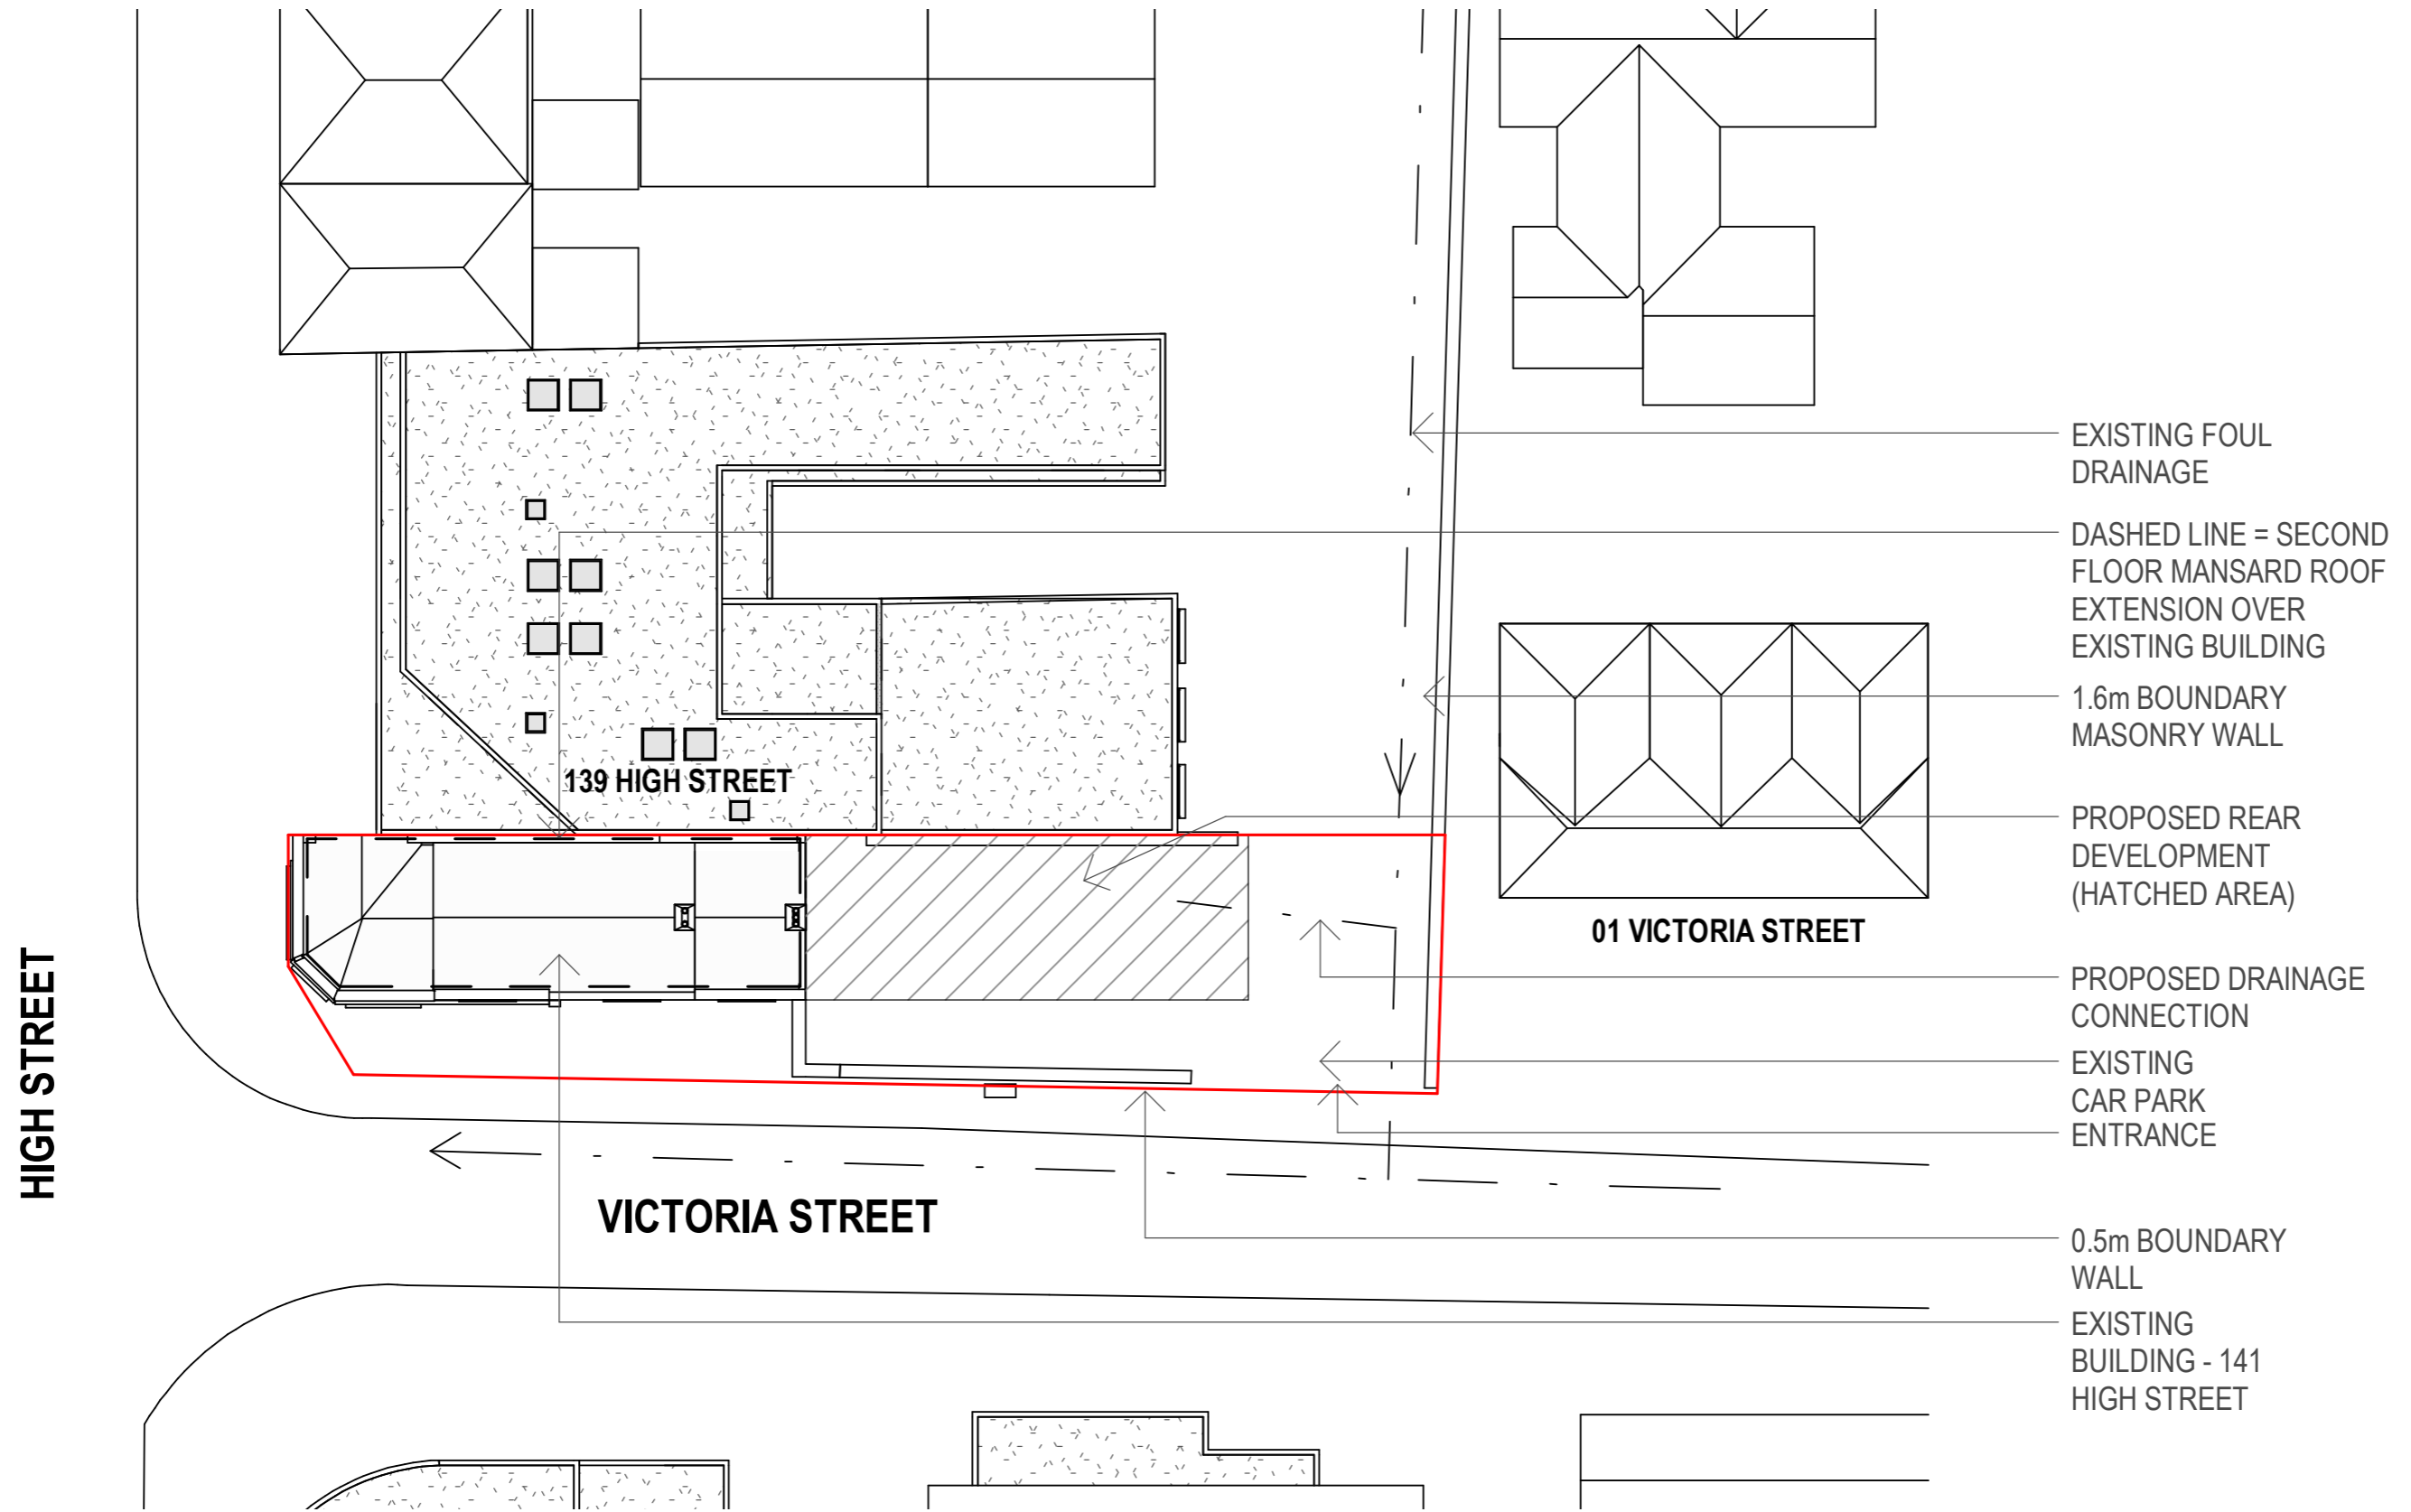 EXISTING FOUL
DRAINAGE
DASHED LINE = SECOND
FLOOR MANSARD ROOF
EXTENSION OVER
EXISTING BUILDING
1.6m BOUNDARY
MASONRY WALL
139 HIGH STREET
PROPOSED REAR
DEVELOPMENT
(HATCHED AREA)
01 VICTORIA STREET
PROPOSED DRAINAGE
CONNECTION
EXISTING
CAR PARK
ENTRANCE
HIGH STREET
VICTORIA STREET
0.5m BOUNDARY
WALL
EXISTING
BUILDING - 141
HIGH STREET